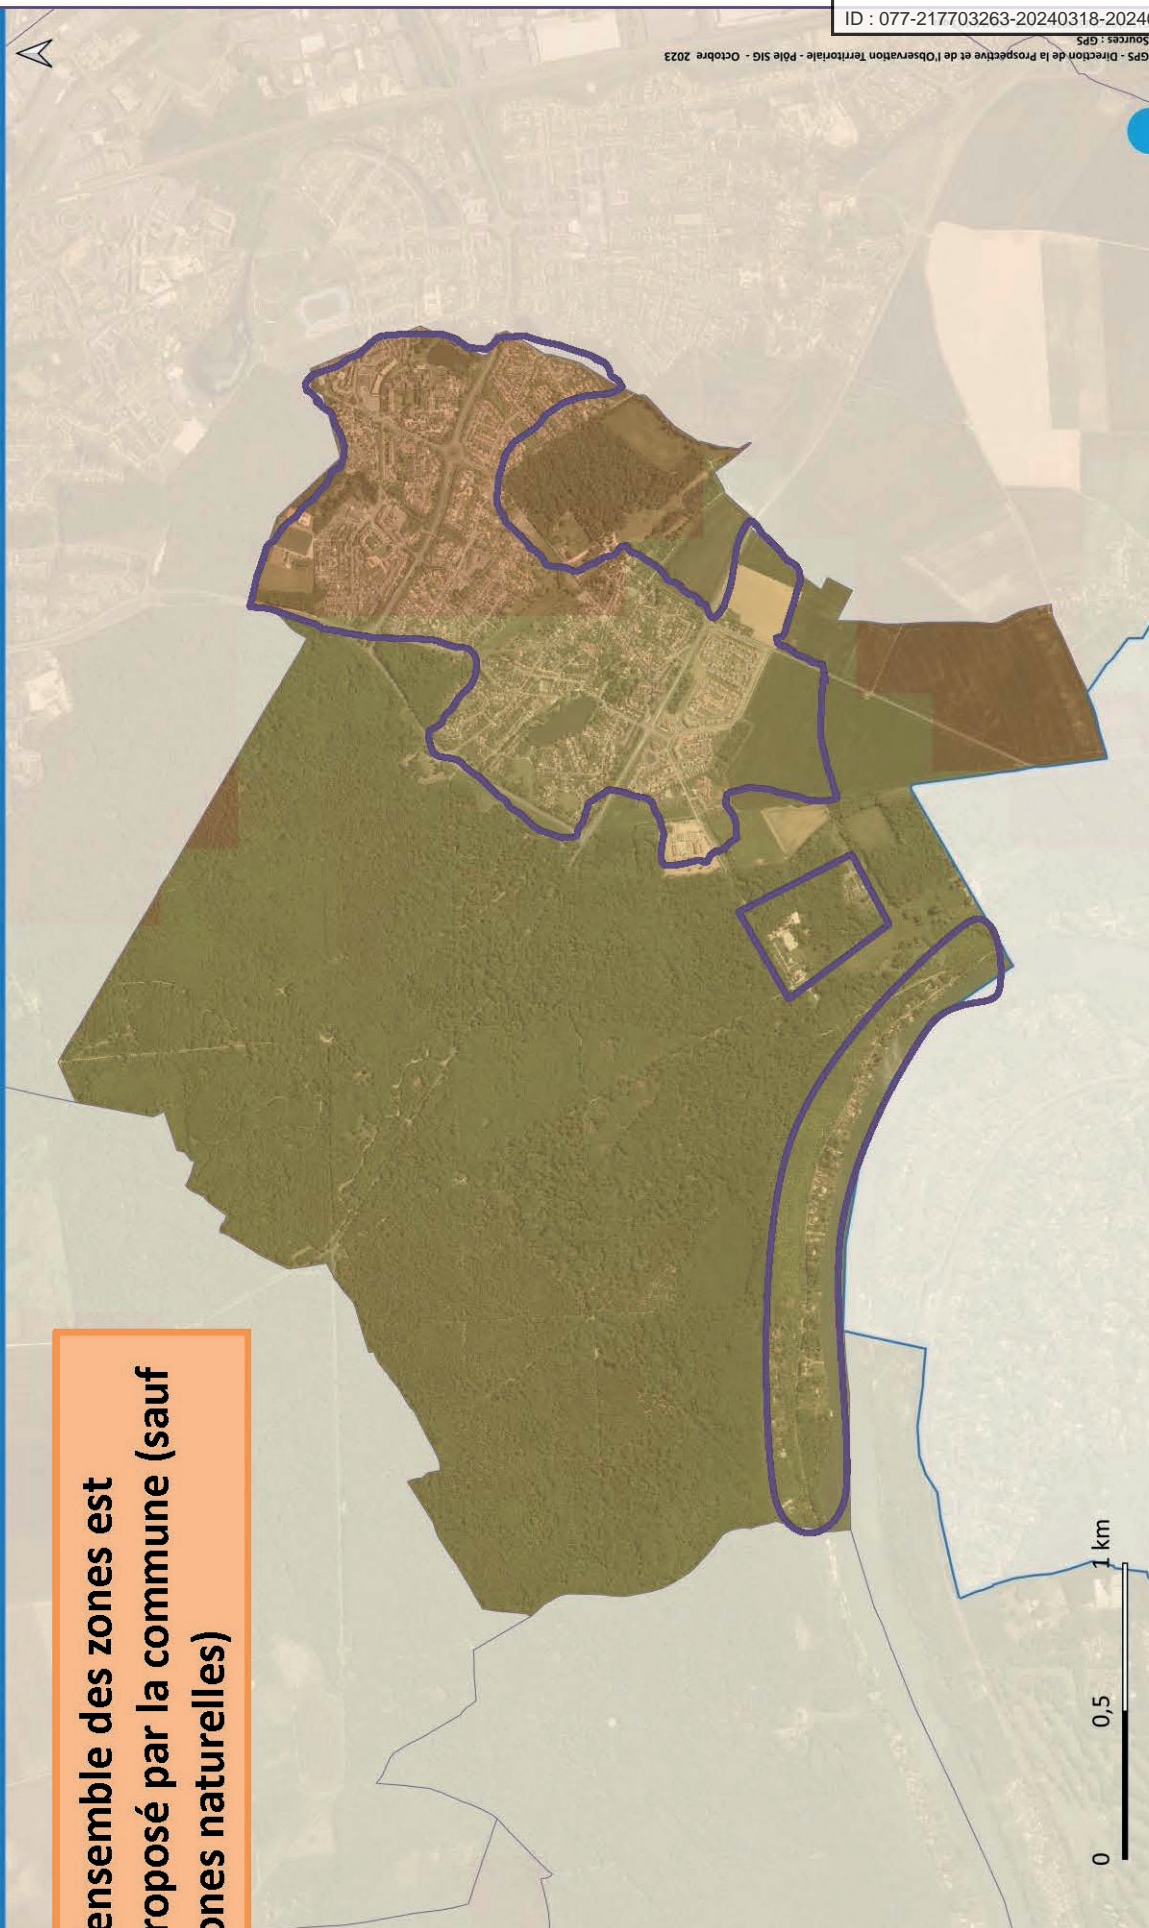 ID : 077-217703263-20240318-2024
GPS - Direction de la Prospective et de l'Observation Territoriale - Pôle SIG - Octobre 2023
Sources : GPS
ensemble des zones est
roposé par la commune (sauf
ones naturelles)
0 0,5 1 km